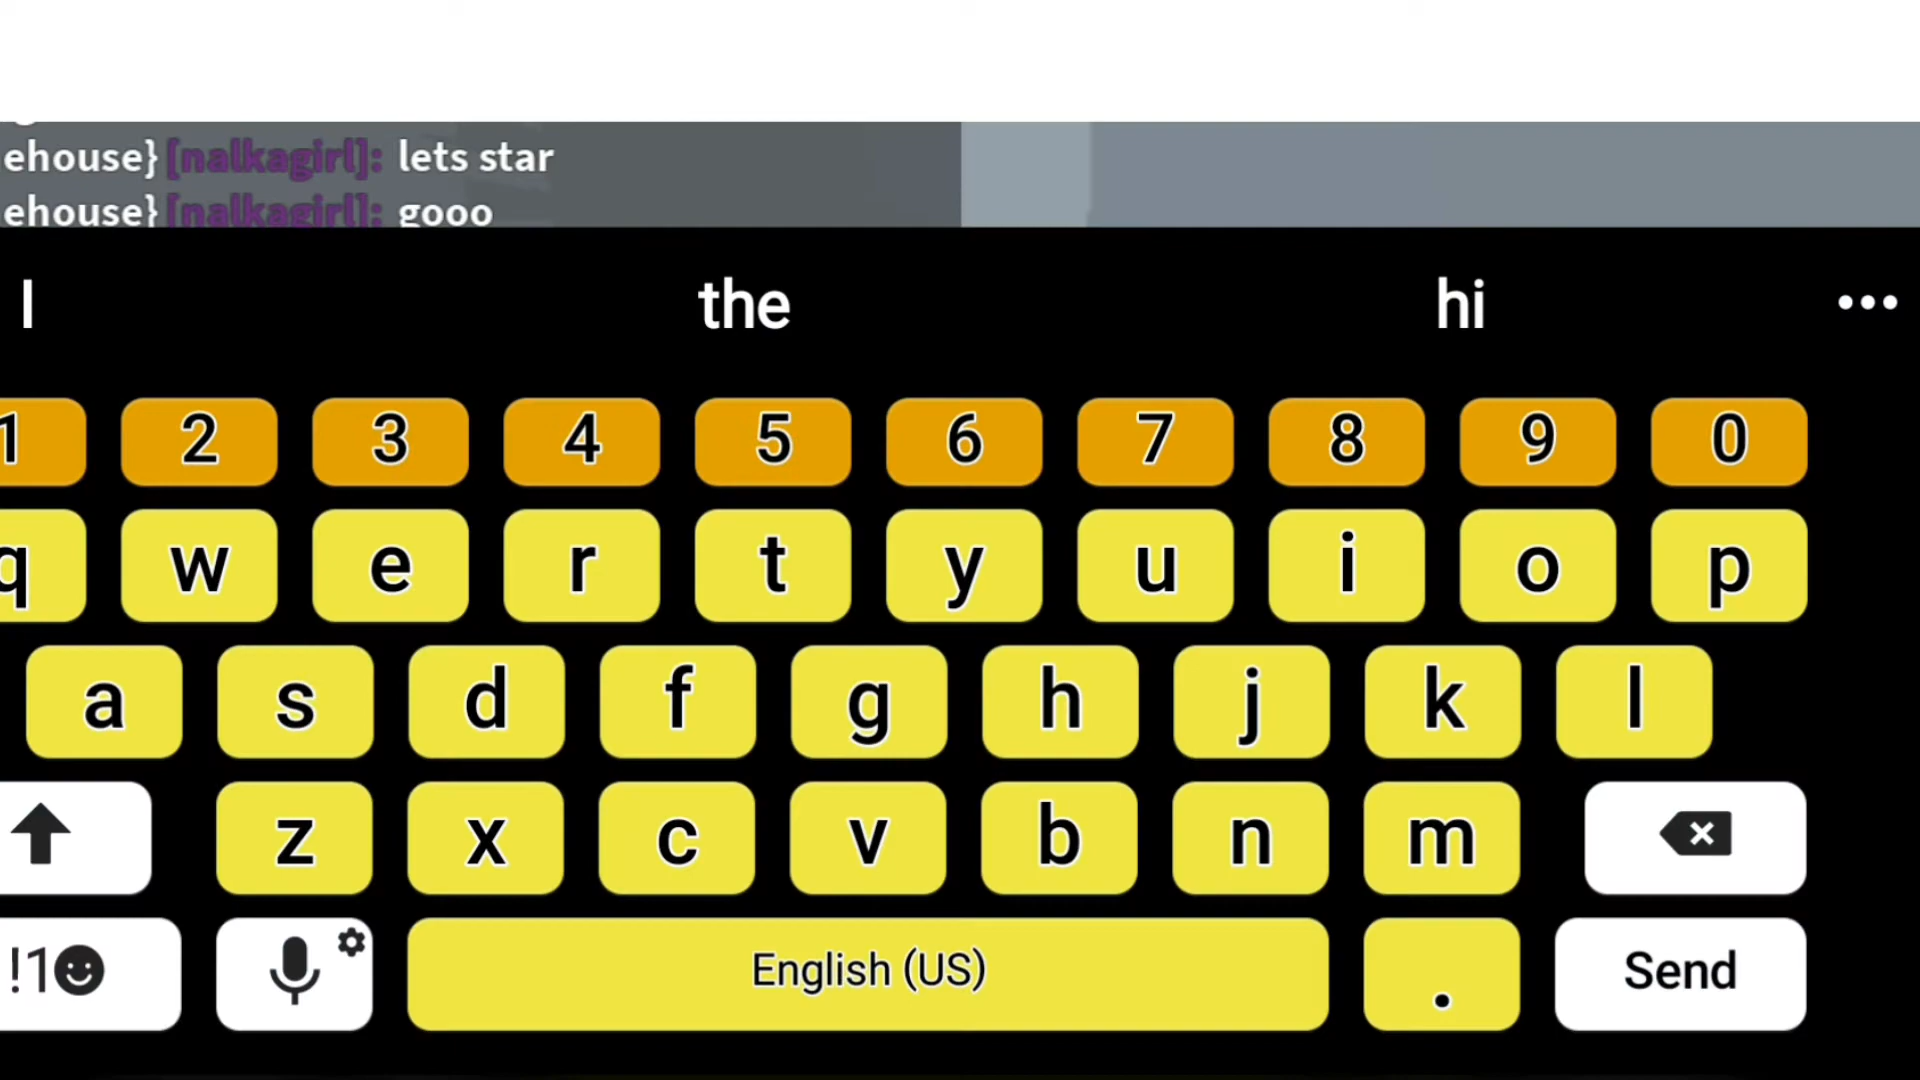 ehouse} [nalkagirl]: lets star
ehouse} [nalkagirl]: gooo
I the hi
1 2 3 4 5 6 7 8 9 0
q w e r t y u i o p
a s d f g h j k l
z x c v b n m
!1 English (US) . Send